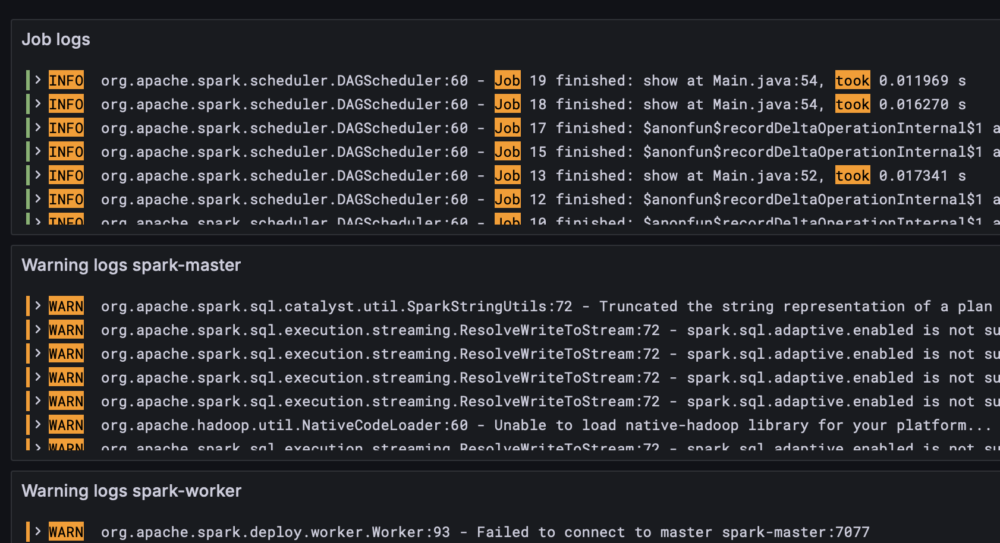 Job logs
INFO org.apache.spark.scheduler.DAGScheduler:60 - Job 19 finished: show at Main.java:54, took 0.011969 s
INFO org.apache.spark.scheduler.DAGScheduler:60 - Job 18 finished: show at Main.java:54, took 0.016270 s
INFO org.apache.spark.scheduler.DAGScheduler:60 - Job 17 finished: $anonfun$recordDeltaOperationInternal$1 a
INFO org.apache.spark.scheduler.DAGScheduler:60 - Job 15 finished: $anonfun$recordDeltaOperationInternal$1 a
INFO org.apache.spark.scheduler.DAGScheduler:60 - Job 13 finished: show at Main.java:52, took 0.017341 s
INFO org.apache.spark.scheduler.DAGScheduler:60 - Job 12 finished: $anonfun$recordDeltaOperationInternal$1 a
INFO org.apache.spark.scheduler.DAGScheduler:60 - Job 10 finished: $anonfun$recordDeltaOperationInternal$1 a
Warning logs spark-master
WARN org.apache.spark.sql.catalyst.util.SparkStringUtils:72 - Truncated the string representation of a plan
WARN org.apache.spark.sql.execution.streaming.ResolveWriteToStream:72 - spark.sql.adaptive.enabled is not su
WARN org.apache.spark.sql.execution.streaming.ResolveWriteToStream:72 - spark.sql.adaptive.enabled is not su
WARN org.apache.spark.sql.execution.streaming.ResolveWriteToStream:72 - spark.sql.adaptive.enabled is not su
WARN org.apache.spark.sql.execution.streaming.ResolveWriteToStream:72 - spark.sql.adaptive.enabled is not su
WARN org.apache.hadoop.util.NativeCodeLoader:60 - Unable to load native-hadoop library for your platform...
WARN org.apache.spark.sql.execution.streaming.ResolveWriteToStream:72 - spark.sql.adaptive.enabled is not su
Warning logs spark-worker
WARN org.apache.spark.deploy.worker.Worker:93 - Failed to connect to master spark-master:7077